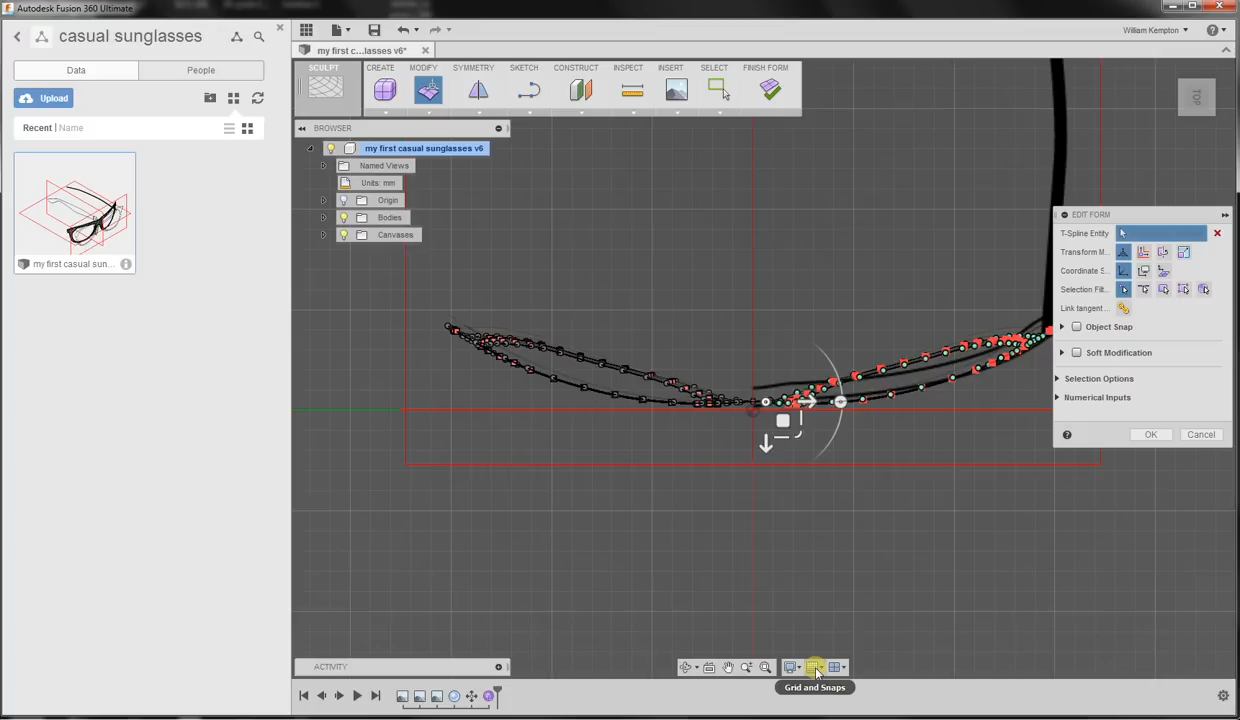 Autodesk Fusion 360 Ultimate
casual sunglasses
William Kempton
my first c...lasses v6*
Data
People
SCULPT
CREATE
MODIFY
SYMMETRY
SKETCH
CONSTRUCT
INSPECT
INSERT
SELECT
FINISH FORM
Upload
Recent | Name
BROWSER
my first casual sunglasses v6
Named Views
Units: mm
Origin
Bodies
Canvases
my first casual sun...
TOP
EDIT FORM
T-Spline Entity
Transform M...
Coordinate S...
Selection Filt...
Link tangent ...
Object Snap
Soft Modification
Selection Options
Numerical Inputs
OK
Cancel
ACTIVITY
Grid and Snaps